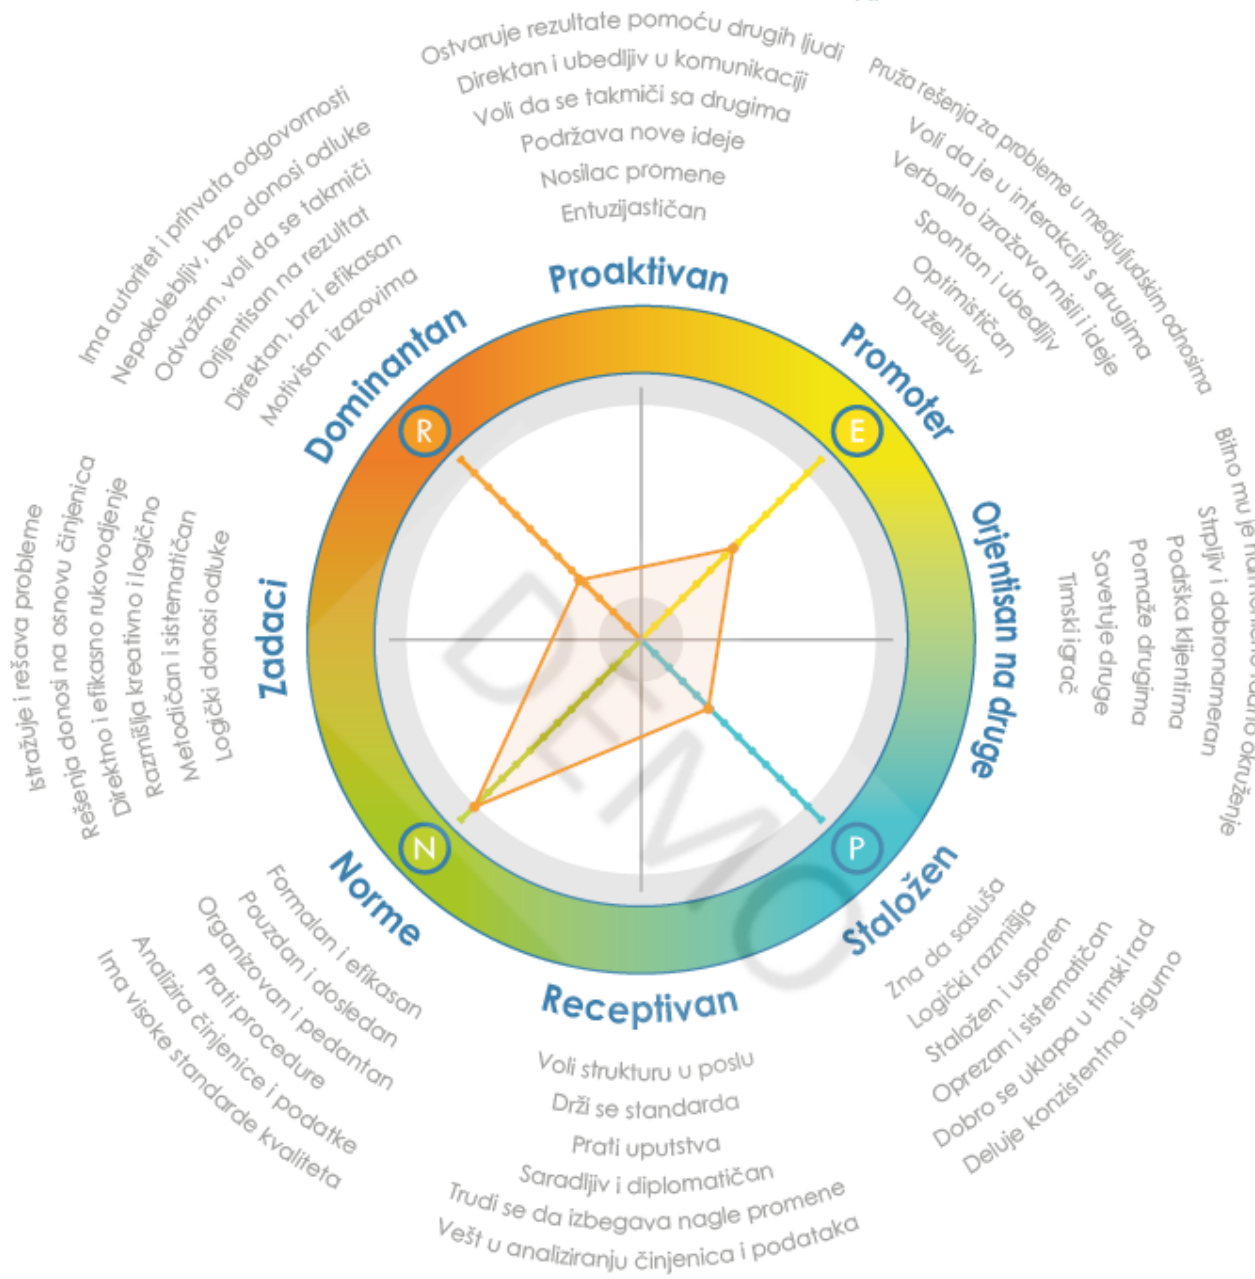 Ostvaruje rezultate pomoću drugih ljudi
Direktan i ubedljiv u komunikaciji
Voli da se takmiči sa drugima
Podržava nove ideje
Nosilac promene
Entuzijastičan
Proaktivan
Pruža rešenja za probleme u medjuljudskim odnosima
Voli da je u interakciji s drugima
Verbalno izražava misli i ideje
Spontan i ubedljiv
Optimističan
Druželjubiv
Promoter
E
Bitno mu je harmonično radno okruženje
Strpljiv i dobronameran
Podrška klijentima
Pomaže drugima
Savetuje druge
Timski igrač
Orjentisan na druge
P
Staložen
Zna da sasluša
Logički razmišlja
Staložen i usporen
Oprezan i sistematičan
Dobro se uklapa u timski rad
Deluje konzistentno i sigurno
Receptivan
Voli strukturu u poslu
Drži se standarda
Prati uputstva
Saradljiv i diplomatičan
Trudi se da izbegava nagle promene
Vešt u analiziranju činjenica i podataka
N
Norme
Formalan i efikasan
Pouzdan i dosledan
Organizovan i pedantan
Prati procedure
Analizira činjenice i podatke
Ima visoke standarde kvaliteta
Zadaci
Istražuje i rešava probleme
Rešenja donosi na osnovu činjenica
Direktno i efikasno rukovodjenje
Razmišlja kreativno i logično
Metodičan i sistematičan
Logički donosi odluke
Ima autoritet i prihvata odgovornosti
Nepokolebljiv, brzo donosi odluke
Odvažan, voli da se takmiči
Orijentisan na rezultat
Direktan, brz i efikasan
Motivisan izazovima
Dominantan
R
DEMO